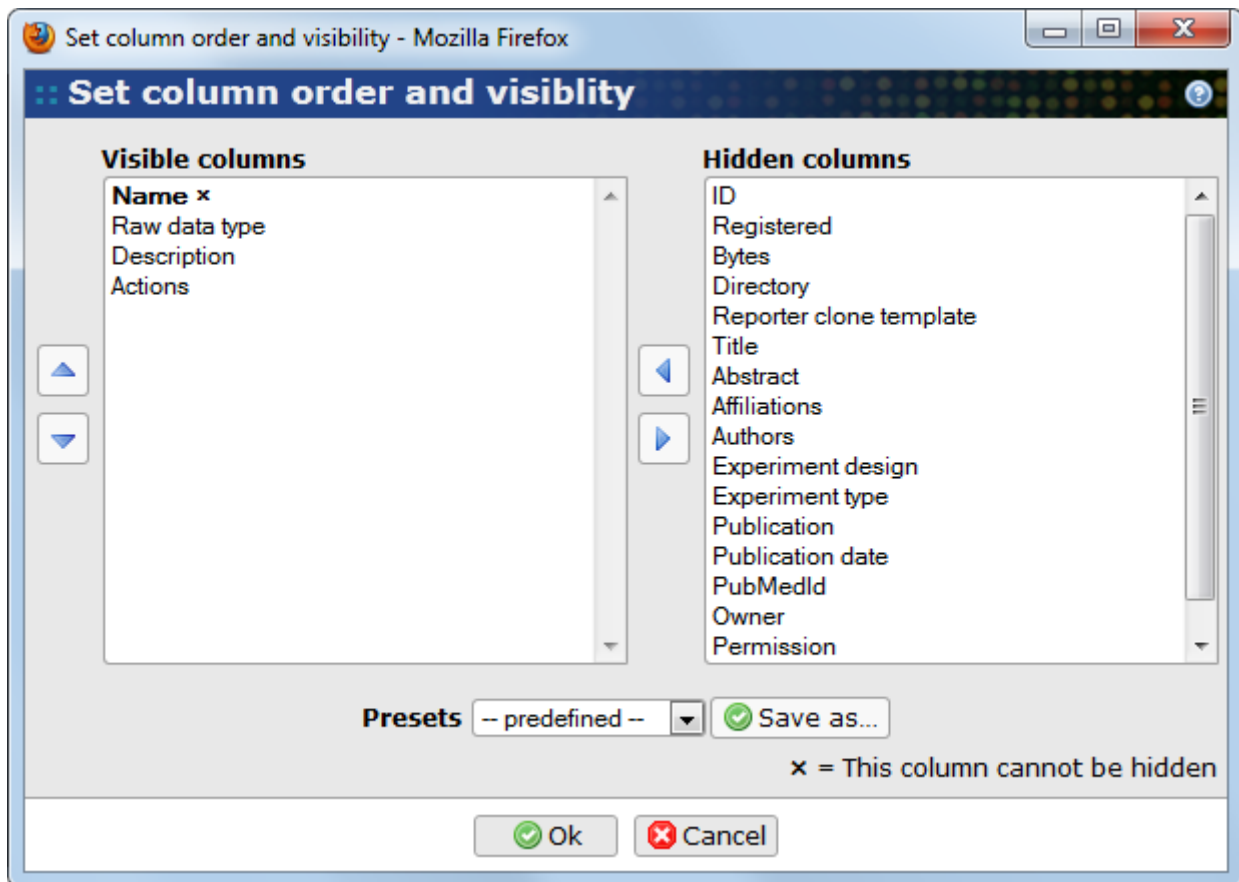 Set column order and visibility - Mozilla Firefox
:: Set column order and visiblity
Visible columns
Name ×
Raw data type
Description
Actions
Hidden columns
ID
Registered
Bytes
Directory
Reporter clone template
Title
Abstract
Affiliations
Authors
Experiment design
Experiment type
Publication
Publication date
PubMedId
Owner
Permission
Presets -- predefined -- Save as...
× = This column cannot be hidden
Ok Cancel